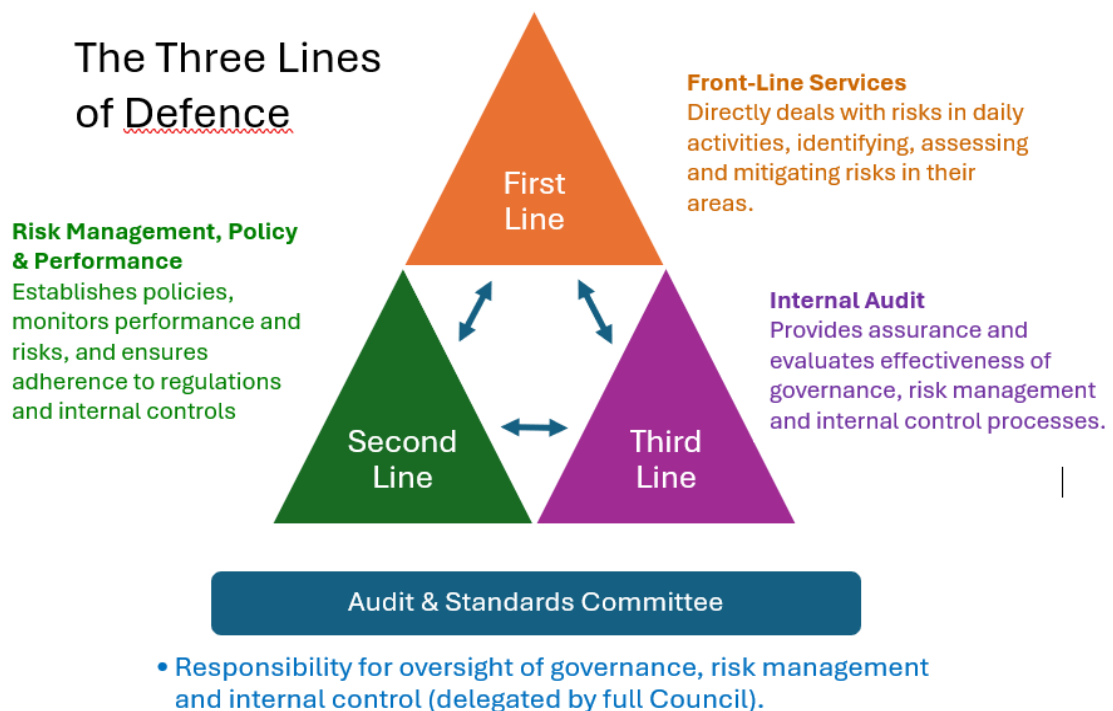 The Three Lines
of Defence
Front-Line Services
Directly deals with risks in daily
activities, identifying, assessing
and mitigating risks in their
areas.
First
Line
Risk Management, Policy
& Performance
Establishes policies,
monitors performance and
risks, and ensures
adherence to regulations
and internal controls
Internal Audit
Provides assurance and
evaluates effectiveness of
governance, risk management
and internal control processes.
Second
Line
Third
Line
Audit & Standards Committee
• Responsibility for oversight of governance, risk management
and internal control (delegated by full Council).